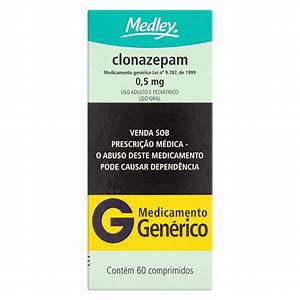 Medley.
clonazepam
Medicamento genérico Lei nº 9.787, de 1999
0,5 mg
USO ADULTO E PEDIÁTRICO
USO ORAL
VENDA SOB
PRESCRIÇÃO MÉDICA -
O ABUSO DESTE MEDICAMENTO
PODE CAUSAR DEPENDÊNCIA
G Medicamento
Genérico
Contém 60 comprimidos